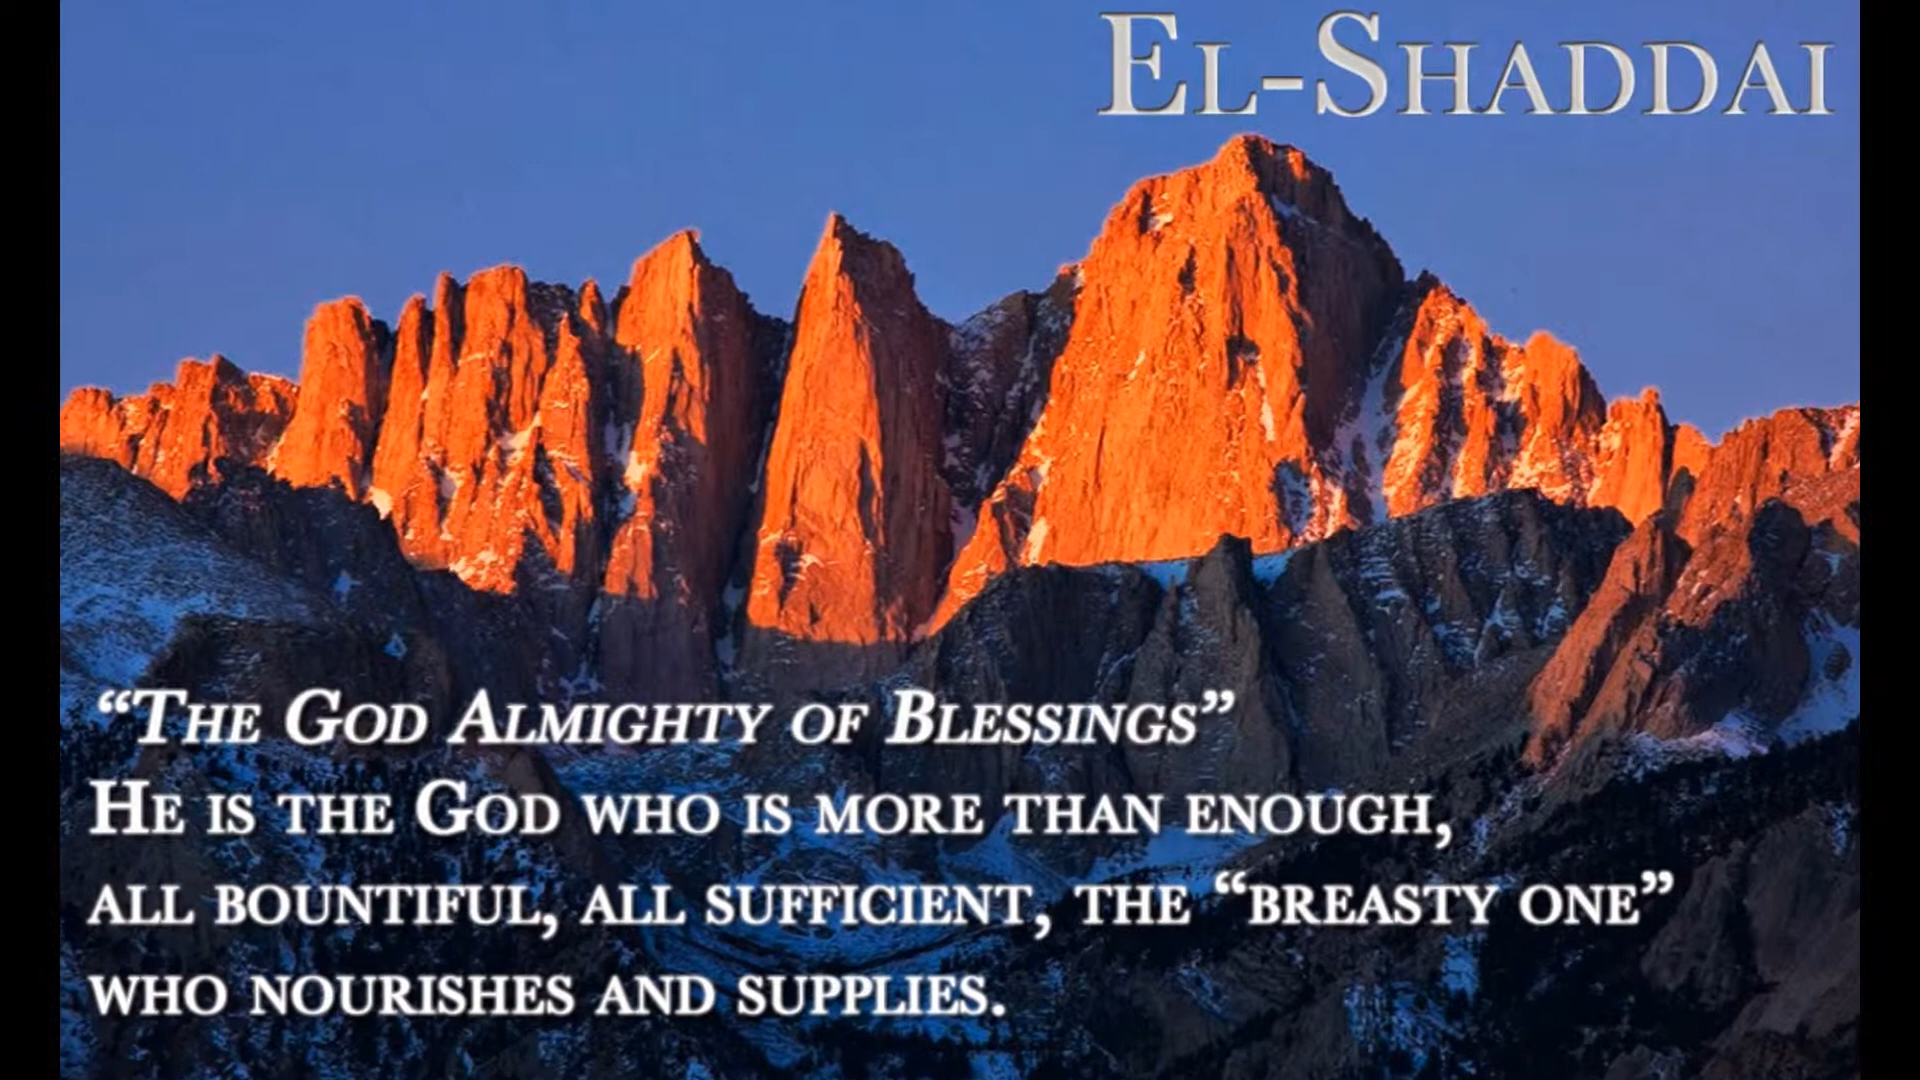 El-Shaddai
“The God Almighty of Blessings”
He is the God who is more than enough,
all bountiful, all sufficient, the “breasty one”
who nourishes and supplies.